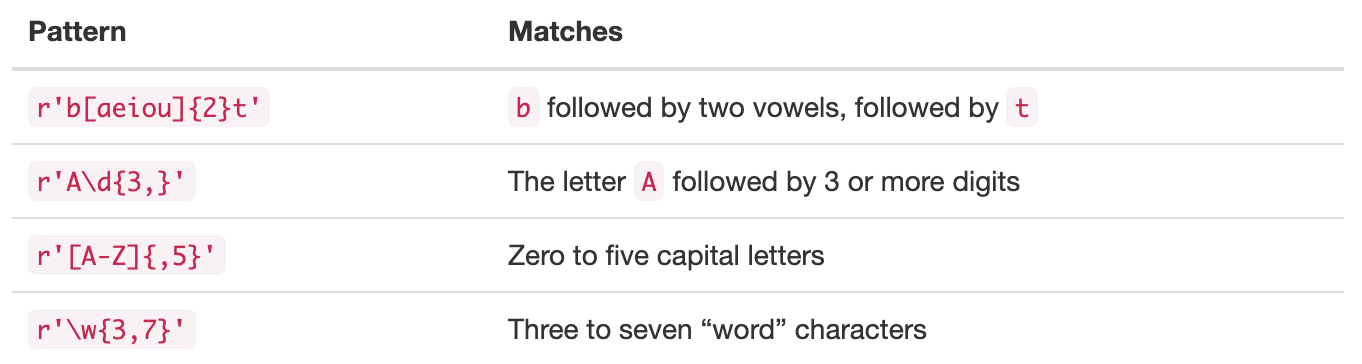 Pattern Matches
r'b[aeiou]{2}t' b followed by two vowels, followed by t
r'A\d{3,}' The letter A followed by 3 or more digits
r'[A-Z]{,5}' Zero to five capital letters
r'\w{3,7}' Three to seven “word” characters